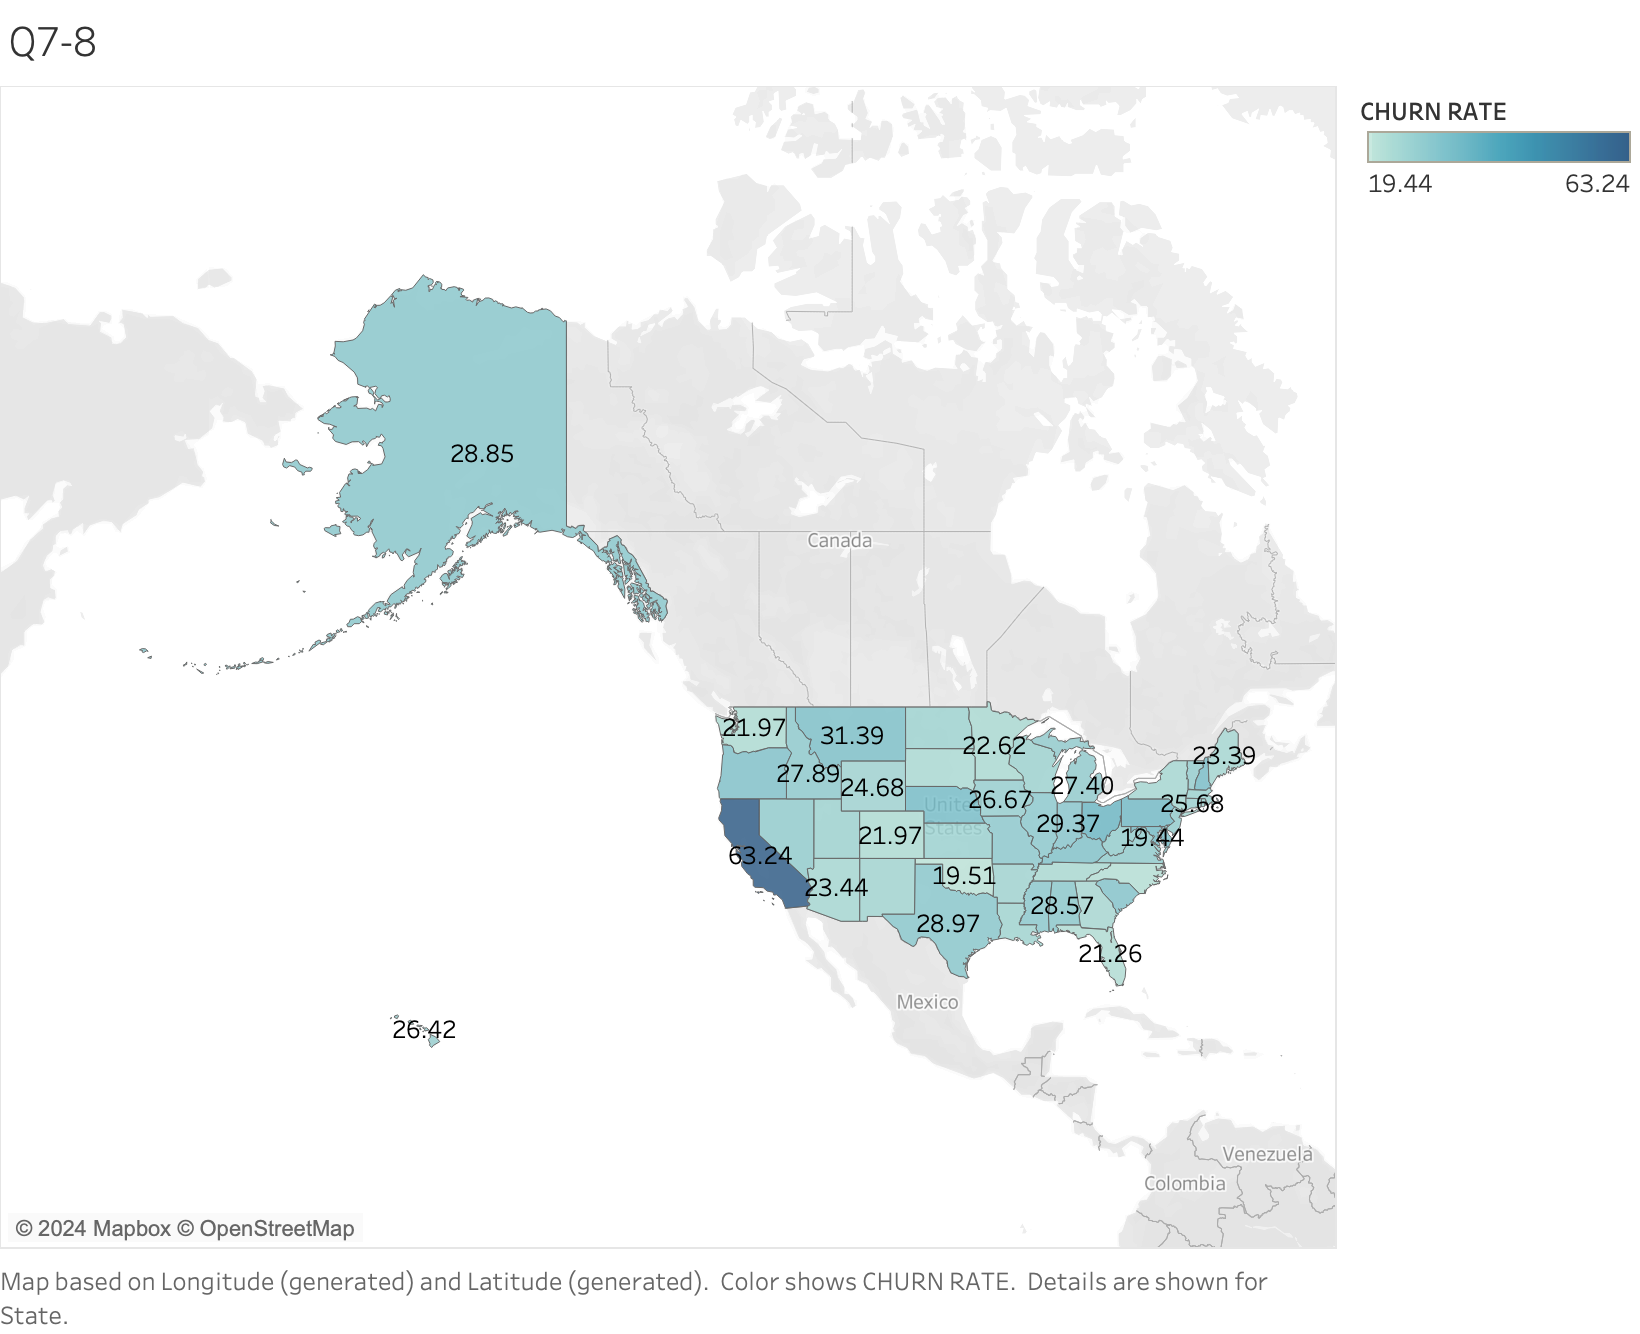 Q7-8
CHURN RATE
19.44
63.24
28.85
Canada
21.97
31.39
22.62
23.39
27.89
24.68
27.40
United
States
26.67
25.68
29.37
21.97
19.44
63.24
23.44
19.51
28.57
28.97
21.26
Mexico
26.42
Venezuela
Colombia
© 2024 Mapbox © OpenStreetMap
Map based on Longitude (generated) and Latitude (generated).  Color shows CHURN RATE.  Details are shown for
State.